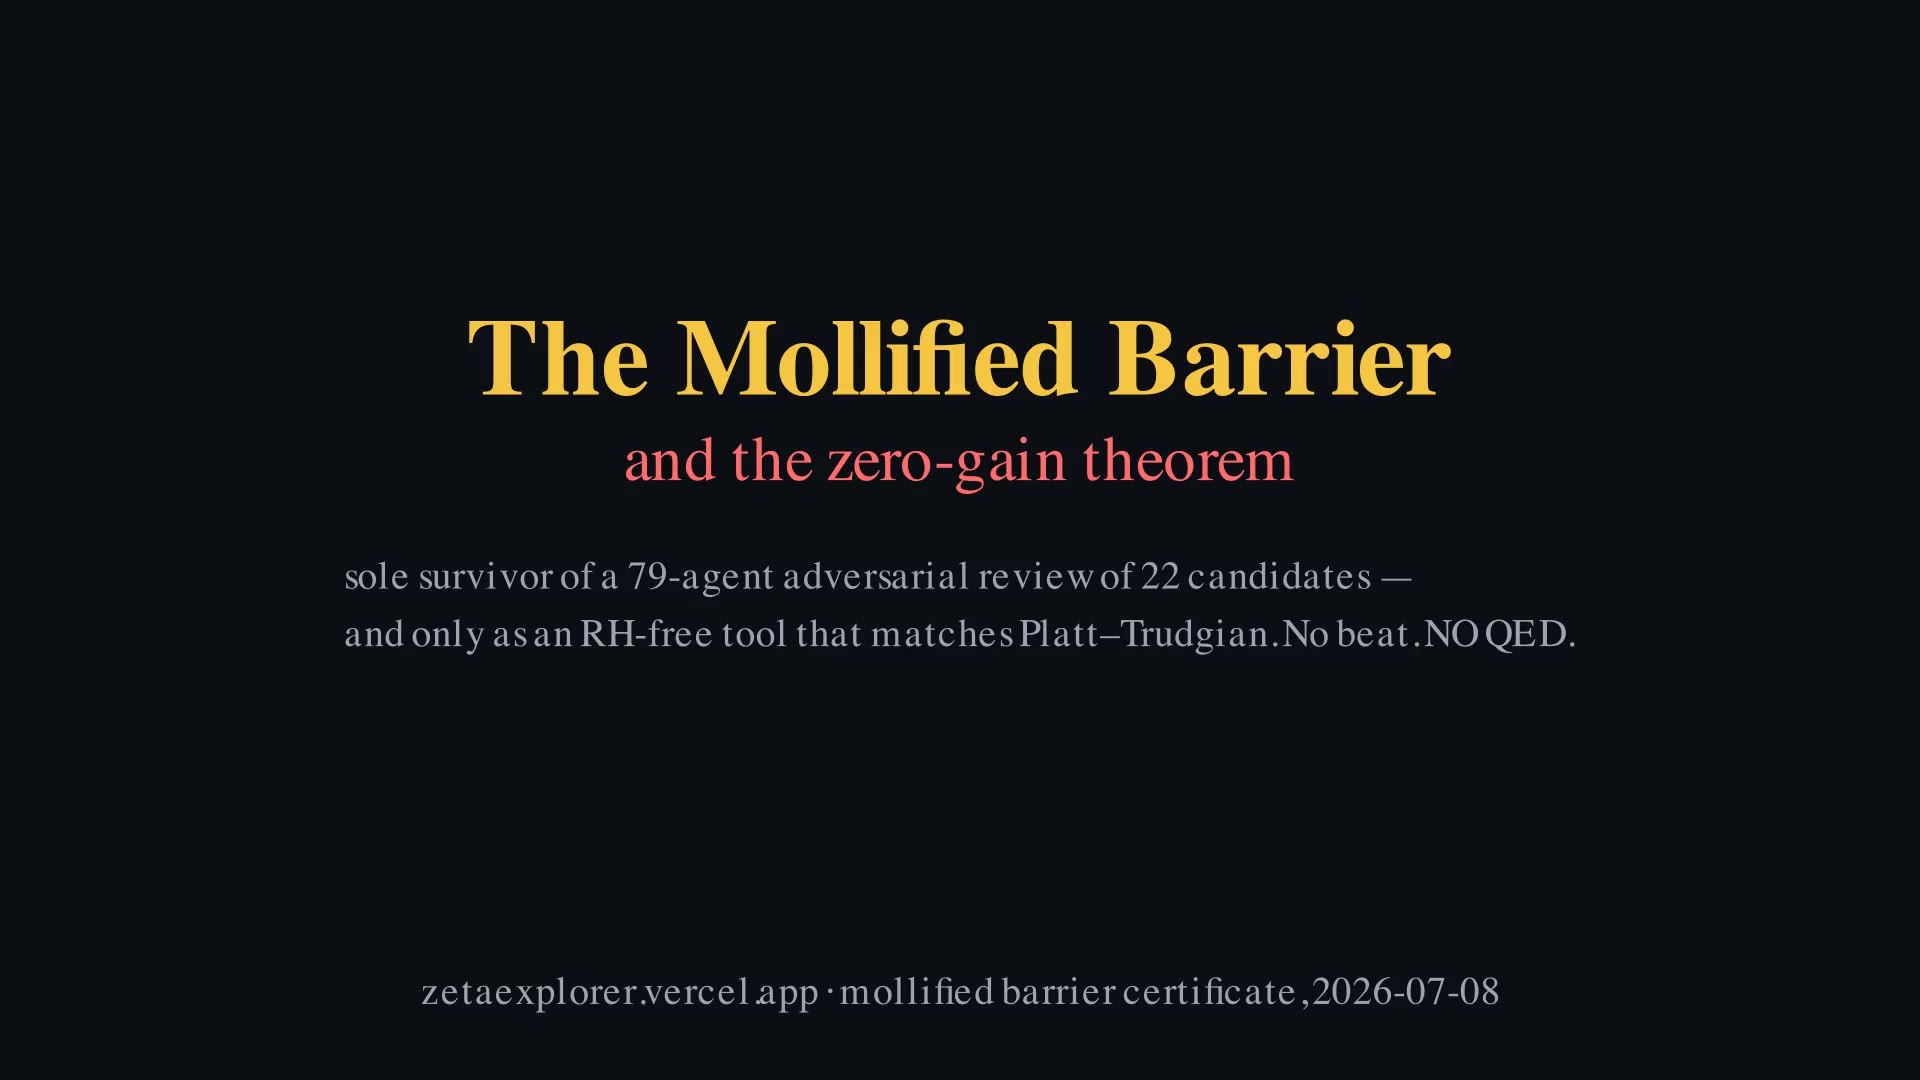 The Mollified Barrier
and the zero-gain theorem
sole survivor of a 79-agent adversarial review of 22 candidates —
and only as an RH-free tool that matches Platt–Trudgian. No beat. NO QED.
zetaexplorer.vercel.app · mollified barrier certificate, 2026-07-08